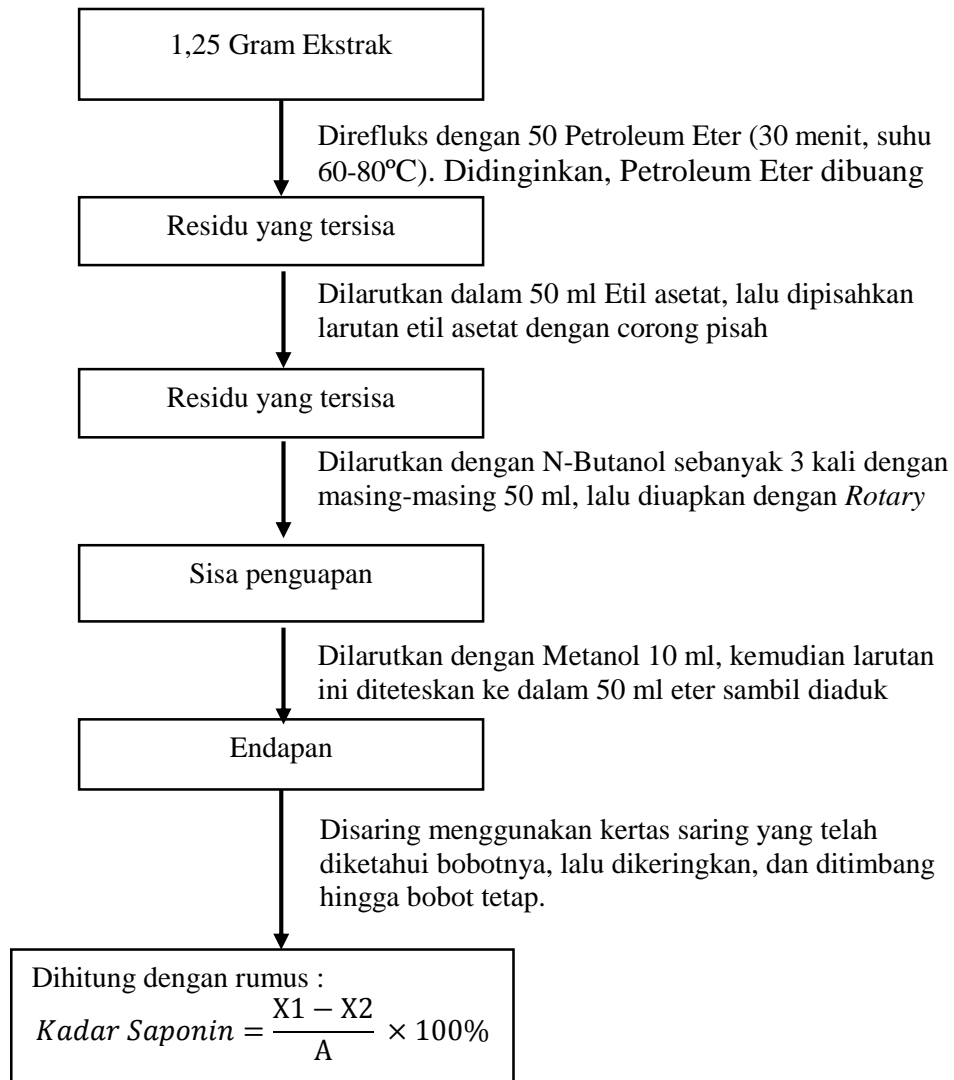 1,25 Gram Ekstrak
Direfluks dengan 50 Petroleum Eter (30 menit, suhu
60-80ºC). Didinginkan, Petroleum Eter dibuang
Residu yang tersisa
Dilarutkan dalam 50 ml Etil asetat, lalu dipisahkan
larutan etil asetat dengan corong pisah
Residu yang tersisa
Dilarutkan dengan N-Butanol sebanyak 3 kali dengan
masing-masing 50 ml, lalu diuapkan dengan Rotary
Sisa penguapan
Dilarutkan dengan Metanol 10 ml, kemudian larutan
ini diteteskan ke dalam 50 ml eter sambil diaduk
Endapan
Disaring menggunakan kertas saring yang telah
diketahui bobotnya, lalu dikeringkan, dan ditimbang
hingga bobot tetap.
Dihitung dengan rumus :
Kadar Saponin = (X1 − X2) / A × 100%